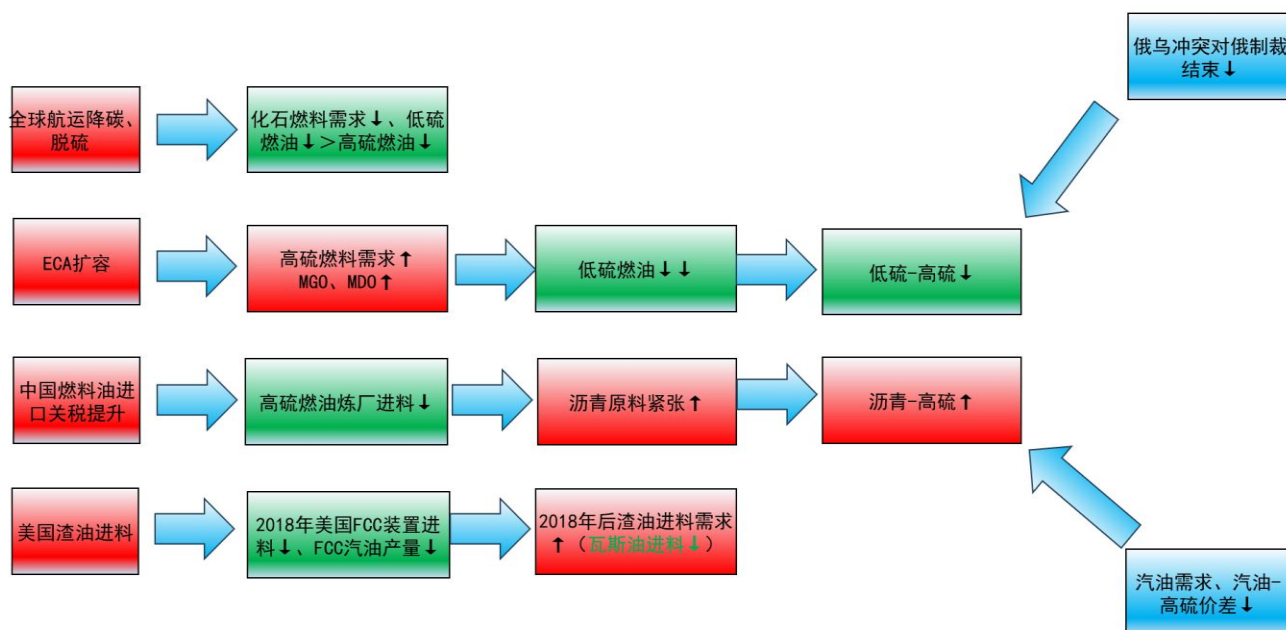 俄乌冲突对俄制裁
结束↓
全球航运降碳、
脱硫
化石燃料需求↓、低硫
燃油↓＞高硫燃油↓
ECA扩容
高硫燃料需求↑
MGO、MDO↑
低硫燃油↓↓
低硫-高硫↓
中国燃料油进
口关税提升
高硫燃油炼厂进料↓
沥青原料紧张↑
沥青-高硫↑
美国渣油进料
2018年美国FCC装置进
料↓、FCC汽油产量↓
2018年后渣油进料需求
↑（瓦斯油进料↓）
汽油需求、汽油-
高硫价差↓